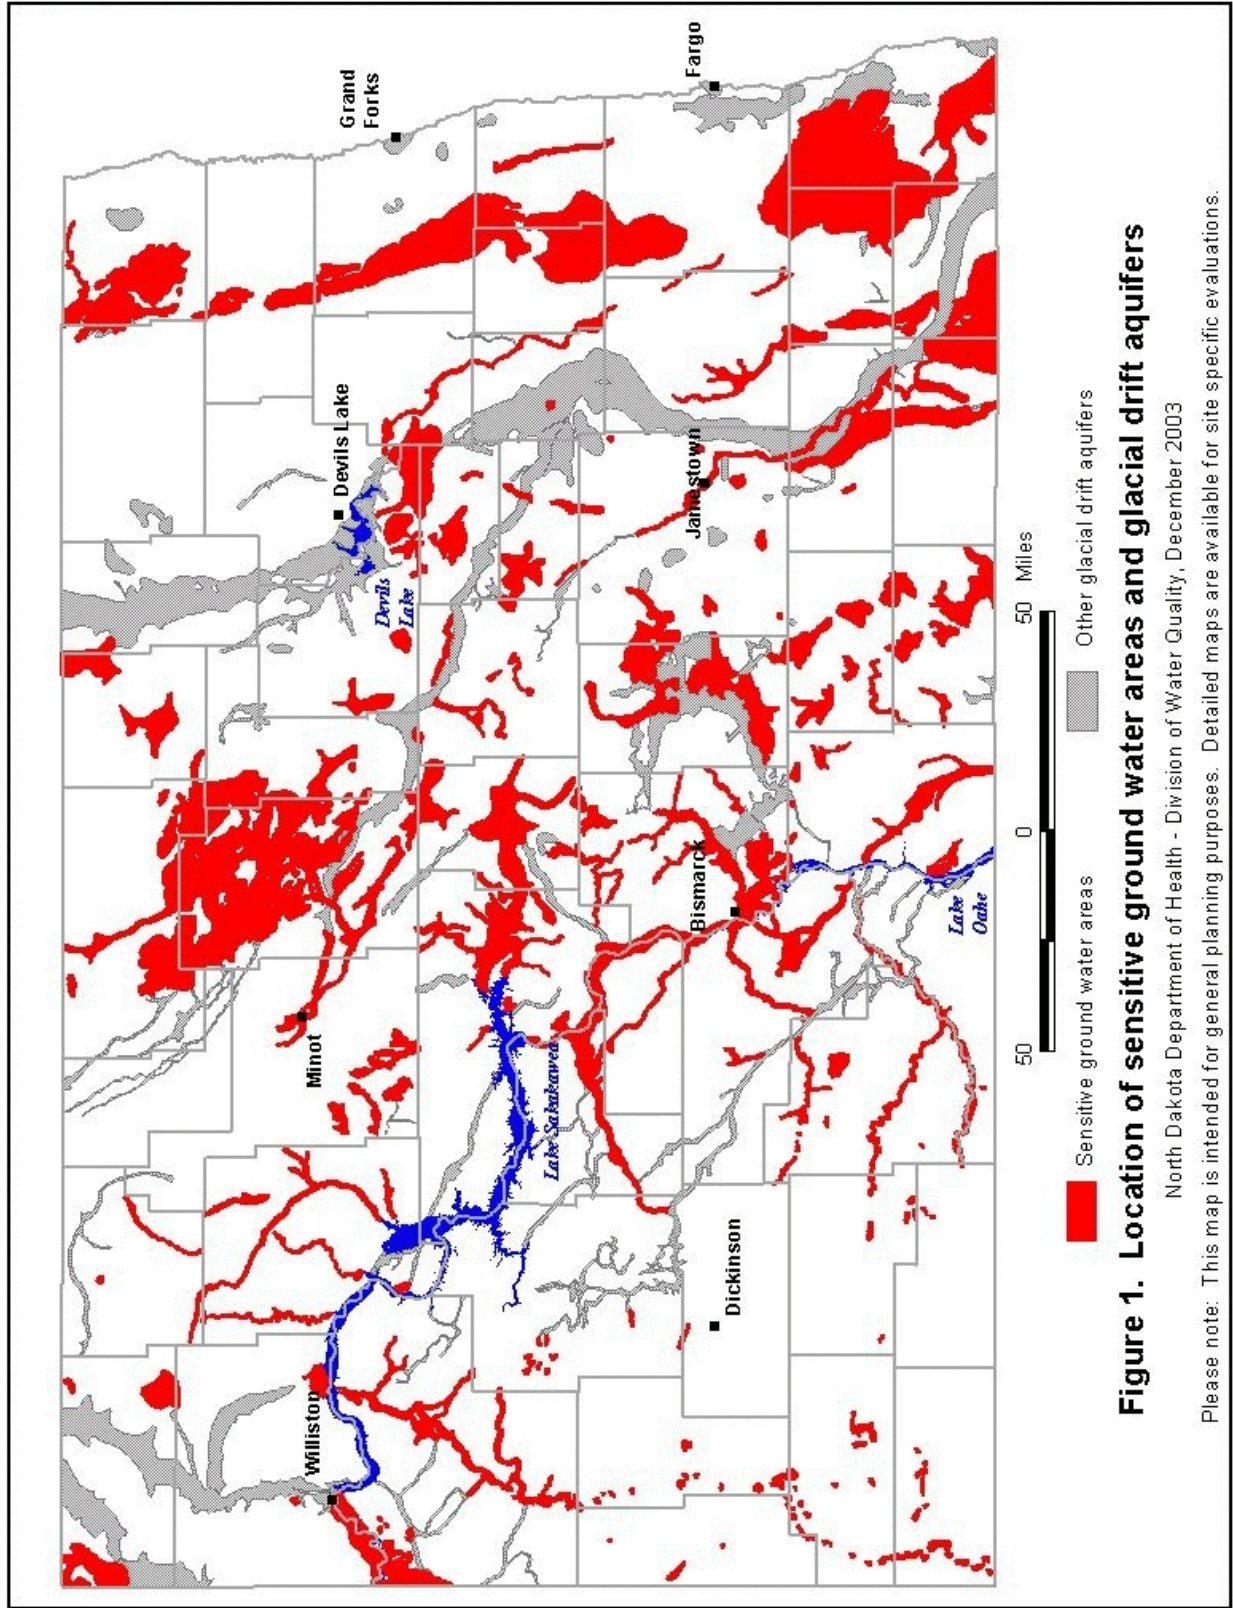 Grand
Forks
Fargo
Devils Lake
Devils
Lake
Jamestown
Minot
Bismarck
Lake
Oahe
Lake Sakakawea
Williston
Dickinson
50
0
50
Miles
Sensitive ground water areas
Other glacial drift aquifers
Figure 1. Location of sensitive ground water areas and glacial drift aquifers
North Dakota Department of Health - Division of Water Quality, December 2003
Please note: This map is intended for general planning purposes. Detailed maps are available for site specific evaluations.